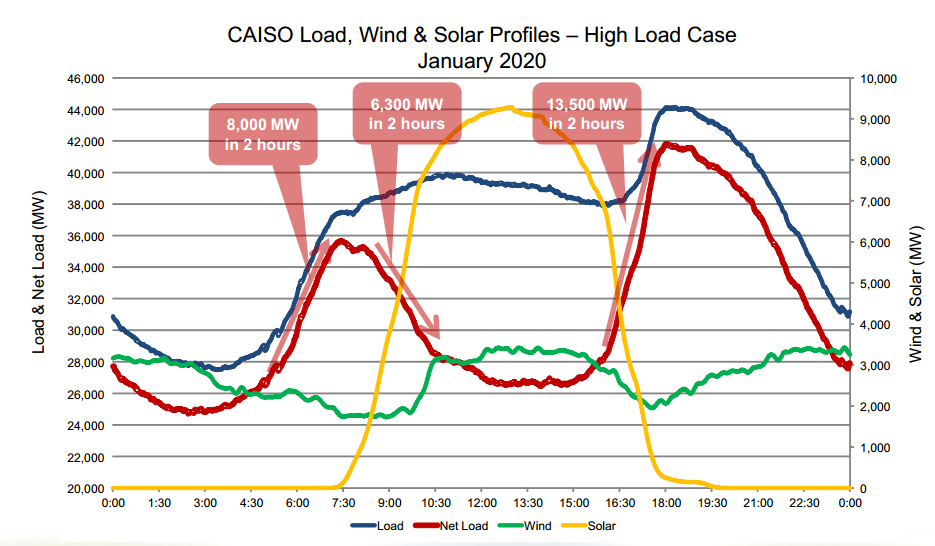 CAISO Load, Wind & Solar Profiles – High Load Case
January 2020
Load & Net Load (MW)
46,000
44,000
42,000
40,000
38,000
36,000
34,000
32,000
30,000
28,000
26,000
24,000
22,000
20,000
8,000 MW
in 2 hours
6,300 MW
in 2 hours
13,500 MW
in 2 hours
10,000
9,000
8,000
7,000
6,000
5,000
4,000
3,000
2,000
1,000
0
Wind & Solar (MW)
0:00 1:30 3:00 4:30 6:00 7:30 9:00 10:30 12:00 13:30 15:00 16:30 18:00 19:30 21:00 22:30 0:00
Load Net Load Wind Solar